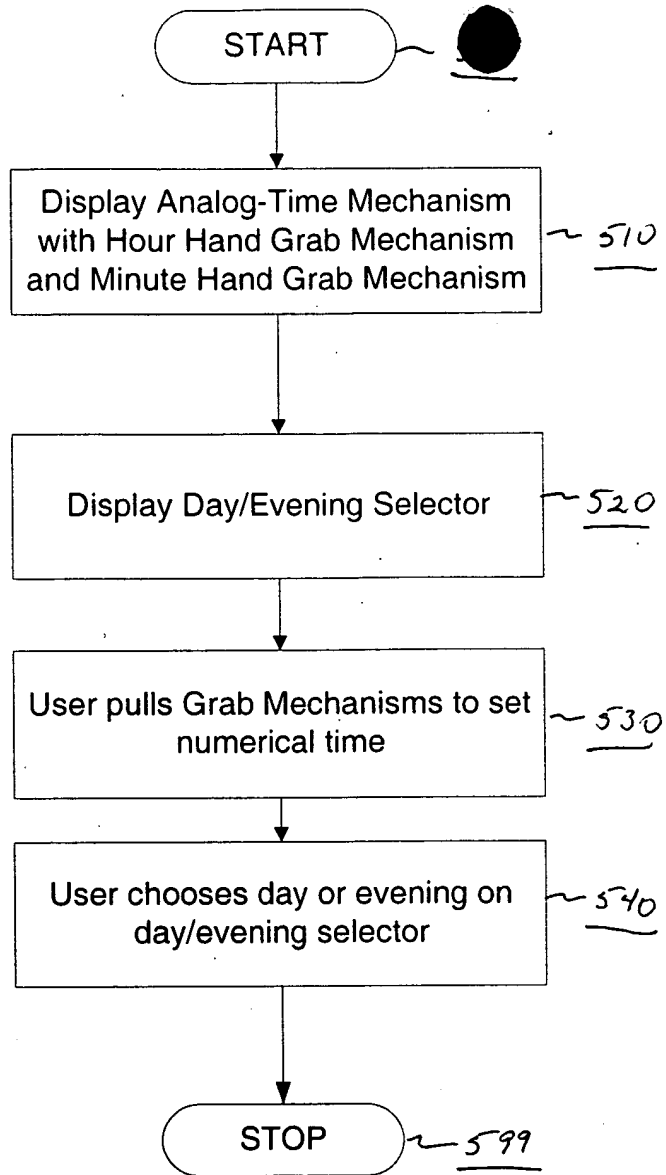 START
Display Analog-Time Mechanism
with Hour Hand Grab Mechanism
and Minute Hand Grab Mechanism
510
Display Day/Evening Selector
520
User pulls Grab Mechanisms to set
numerical time
530
User chooses day or evening on
day/evening selector
540
STOP
599